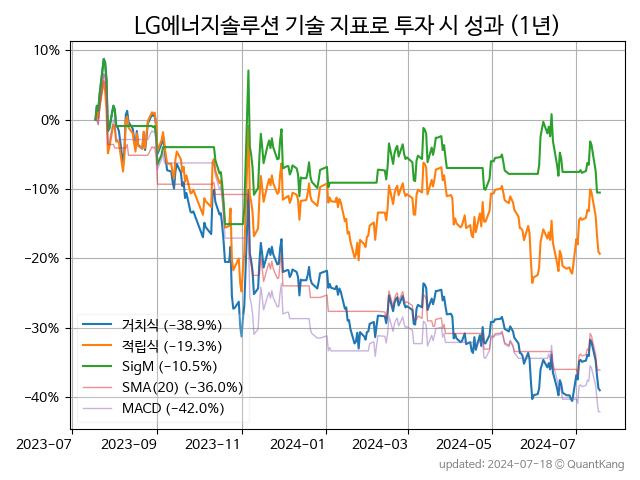 LG에너지솔루션 기술 지표로 투자 시 성과 (1년)
10%
0%
−10%
−20%
−30%
−40%
거치식 (−38.9%)
적립식 (−19.3%)
SigM (−10.5%)
SMA(20) (−36.0%)
MACD (−42.0%)
2023-07 2023-09 2023-11 2024-01 2024-03 2024-05 2024-07
updated: 2024-07-18 © QuantKang